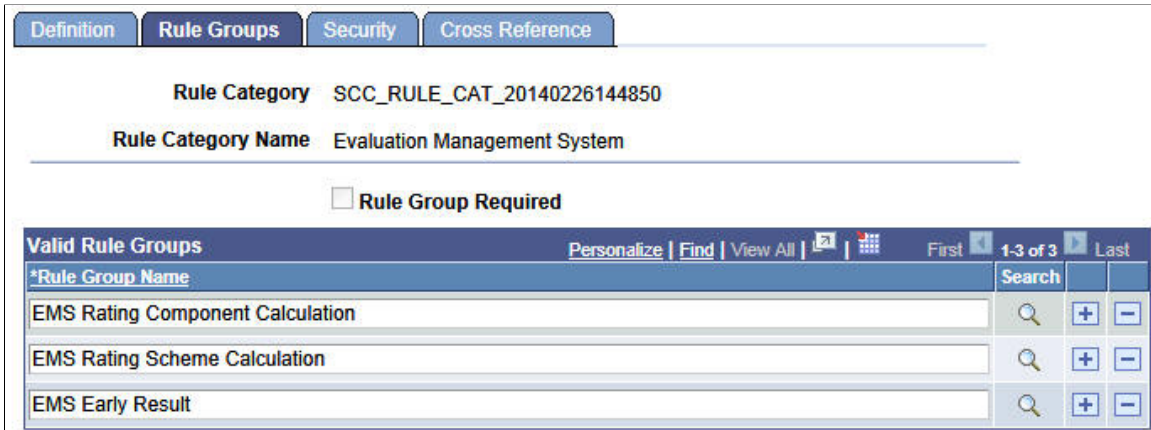 Definition Rule Groups Security Cross Reference
Rule Category SCC_RULE_CAT_20140226144850
Rule Category Name Evaluation Management System
Rule Group Required
Valid Rule Groups Personalize | Find | View All | | First 1-3 of 3 Last
*Rule Group Name Search
EMS Rating Component Calculation
EMS Rating Scheme Calculation
EMS Early Result